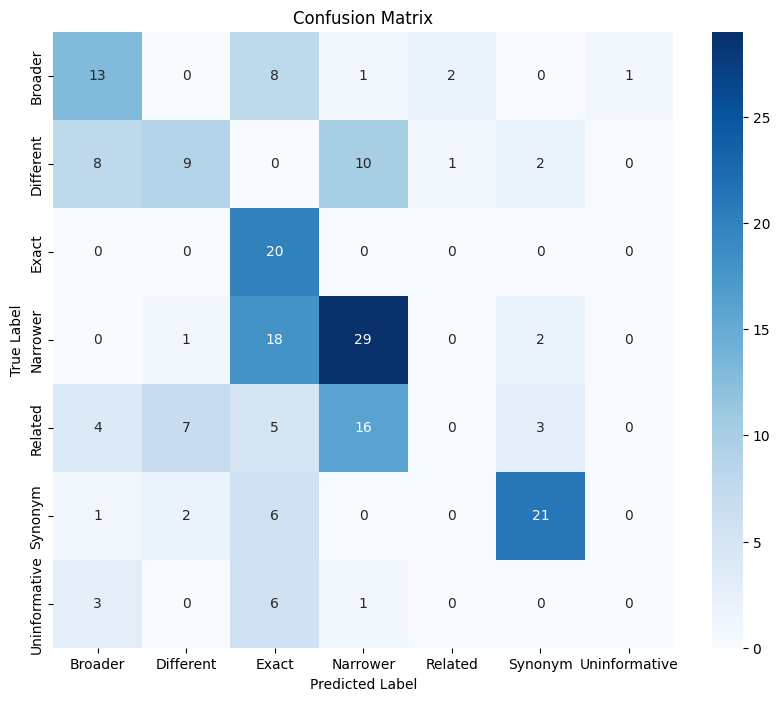 Confusion Matrix
Broader 13 0 8 1 2 0 1
Different 8 9 0 10 1 2 0
Exact 0 0 20 0 0 0 0
Narrower 0 1 18 29 0 2 0
Related 4 7 5 16 0 3 0
Synonym 1 2 6 0 0 21 0
Uninformative 3 0 6 1 0 0 0
Broader Different Exact Narrower Related Synonym Uninformative
True Label
Predicted Label
25
20
15
10
5
0